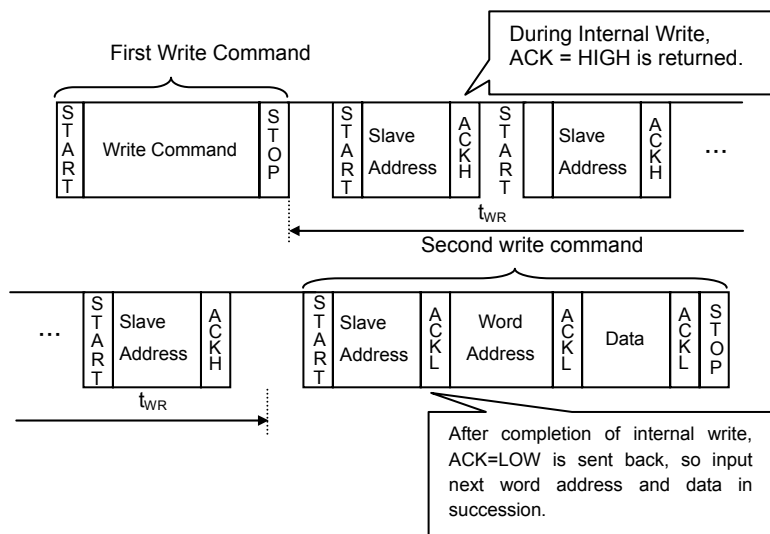 First Write Command
During Internal Write,
ACK = HIGH is returned.
START
Write Command
STOP
START
Slave
Address
ACKH
START
Slave
Address
ACKH
...
tWR
Second write command
...
START
Slave
Address
ACKH
START
Slave
Address
ACKL
Word
Address
ACKL
Data
ACKL
STOP
tWR
After completion of internal write,
ACK=LOW is sent back, so input
next word address and data in
succession.